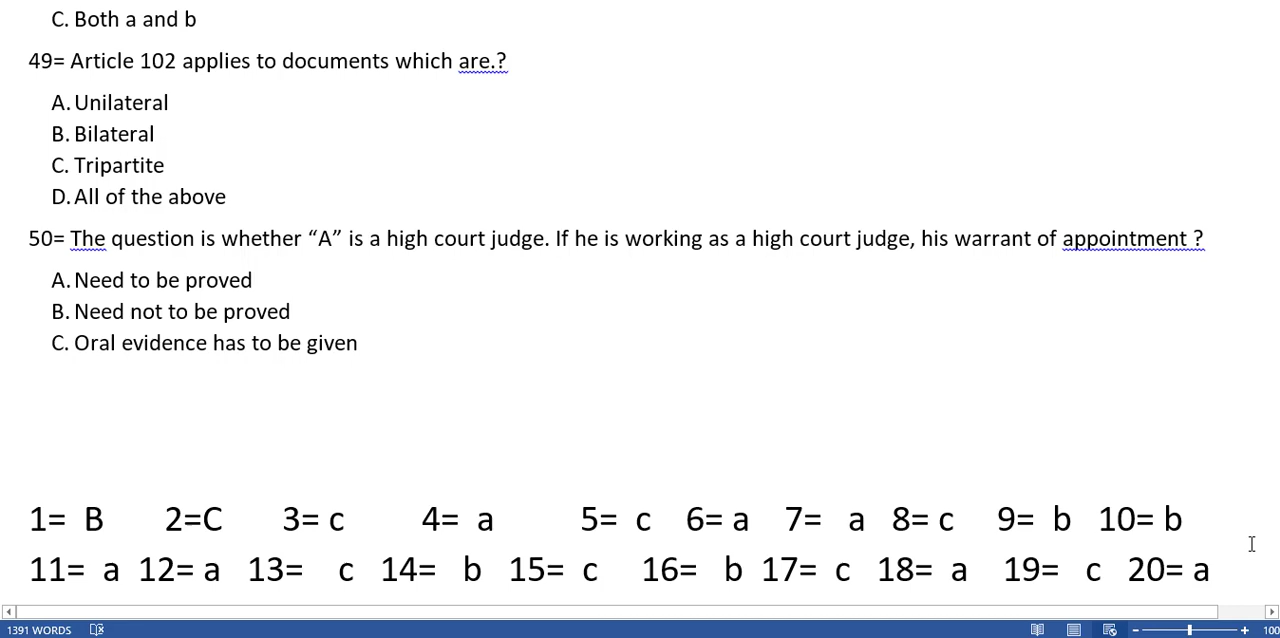 C. Both a and b
49= Article 102 applies to documents which are.?
A. Unilateral
B. Bilateral
C. Tripartite
D. All of the above
50= The question is whether “A” is a high court judge. If he is working as a high court judge, his warrant of appointment ?
A. Need to be proved
B. Need not to be proved
C. Oral evidence has to be given
1= B 2=C 3= c 4= a 5= c 6= a 7= a 8= c 9= b 10= b
11= a 12= a 13= c 14= b 15= c 16= b 17= c 18= a 19= c 20= a
1391 WORDS 100